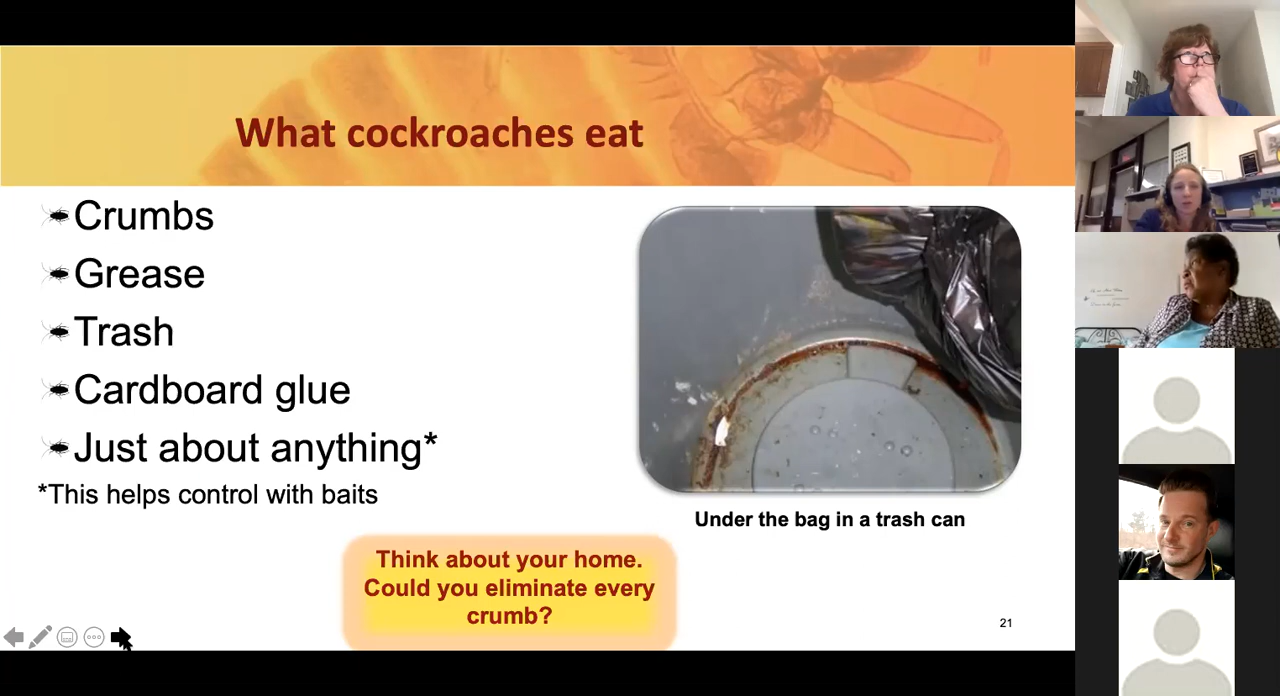 What cockroaches eat
Crumbs
Grease
Trash
Cardboard glue
Just about anything*
*This helps control with baits
Under the bag in a trash can
Think about your home.
Could you eliminate every
crumb?
21